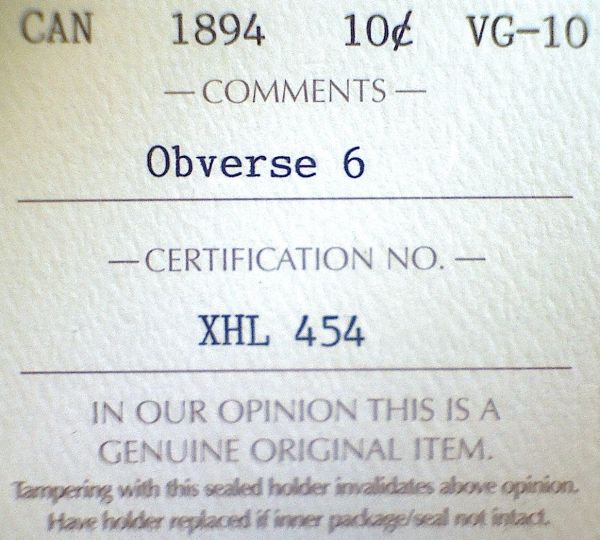 CAN 1894 10¢ VG-10
— COMMENTS —
Obverse 6
— CERTIFICATION NO. —
XHL 454
IN OUR OPINION THIS IS A
GENUINE ORIGINAL ITEM.
Tampering with this sealed holder invalidates above opinion.
Have holder replaced if inner package/seal not intact.